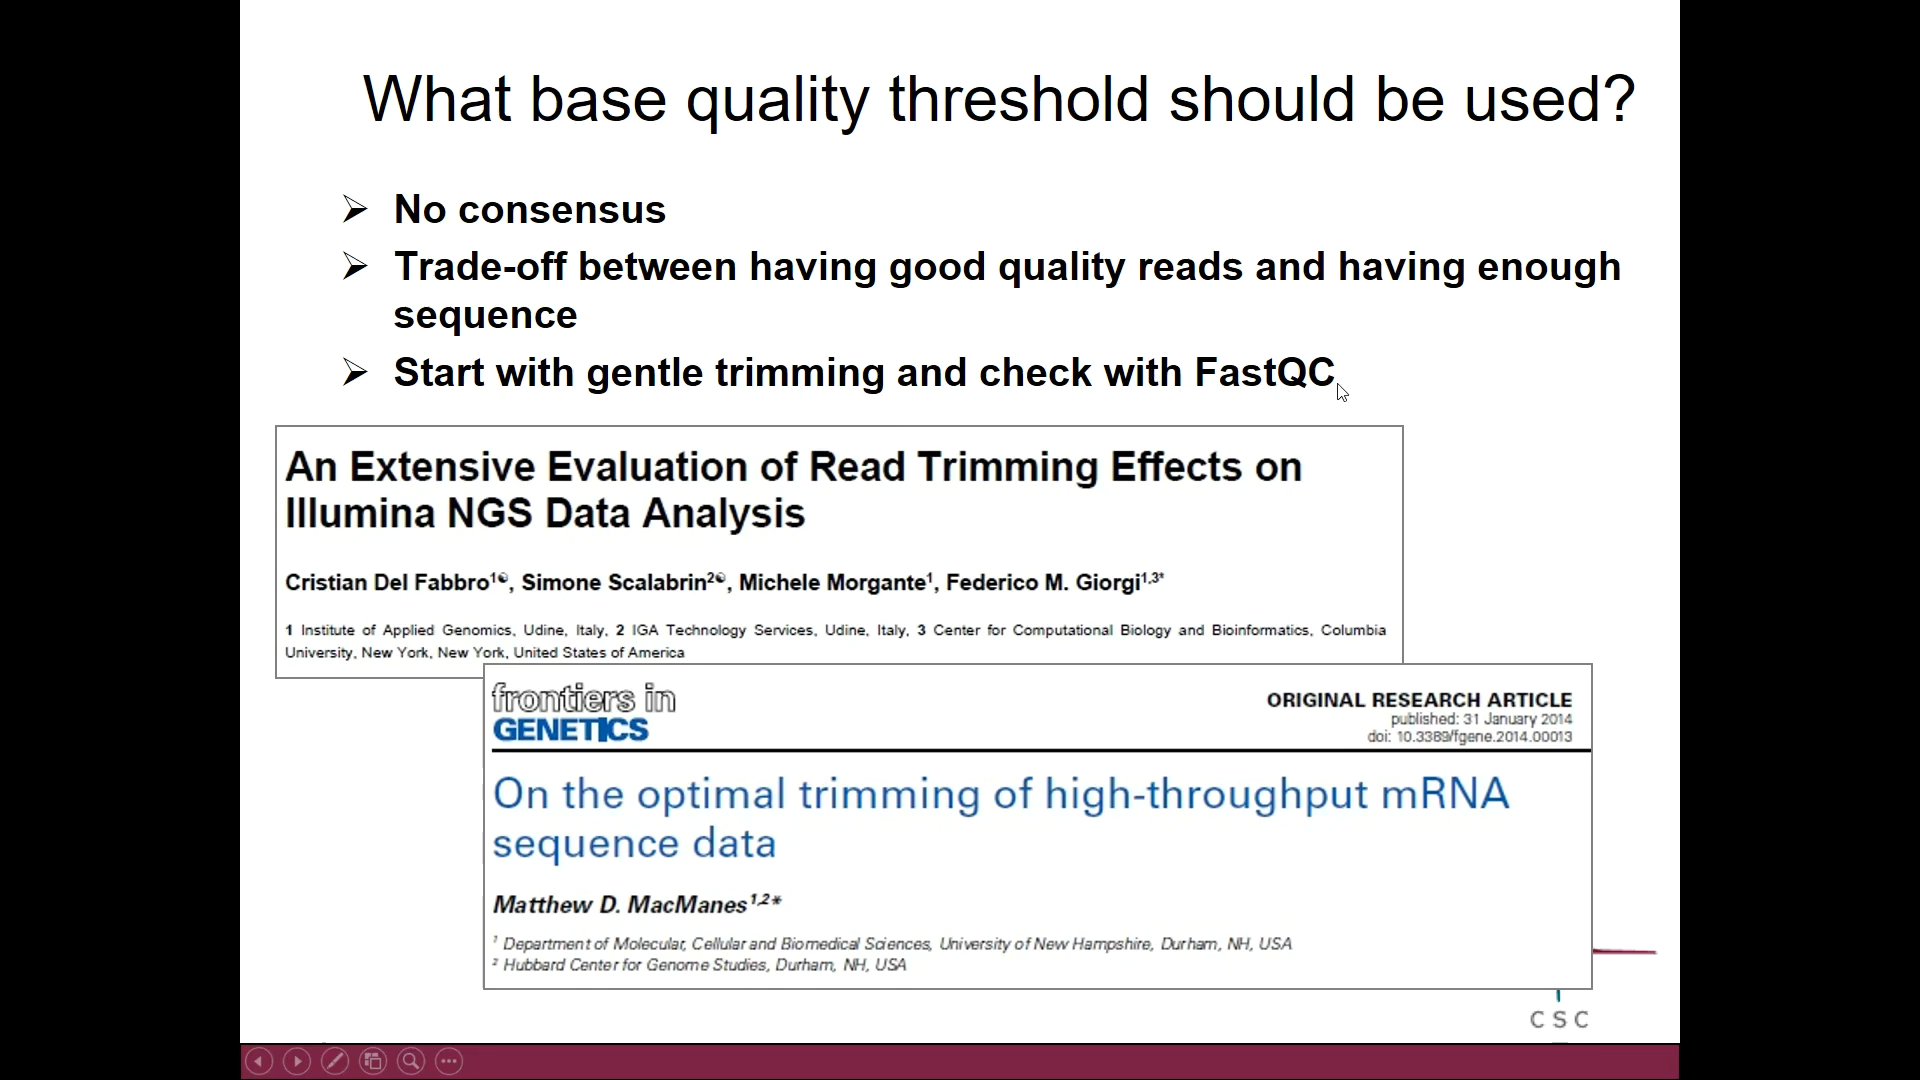 What base quality threshold should be used?
➢ No consensus
➢ Trade-off between having good quality reads and having enough
sequence
➢ Start with gentle trimming and check with FastQC
An Extensive Evaluation of Read Trimming Effects on
Illumina NGS Data Analysis
Cristian Del Fabbro1☯, Simone Scalabrin2☯, Michele Morgante1, Federico M. Giorgi1,3*
1 Institute of Applied Genomics, Udine, Italy, 2 IGA Technology Services, Udine, Italy, 3 Center for Computational Biology and Bioinformatics, Columbia
University, New York, New York, United States of America
frontiers in
GENETICS
ORIGINAL RESEARCH ARTICLE
published: 31 January 2014
doi: 10.3389/fgene.2014.00013
On the optimal trimming of high-throughput mRNA
sequence data
Matthew D. MacManes1,2*
1 Department of Molecular, Cellular and Biomedical Sciences, University of New Hampshire, Durham, NH, USA
2 Hubbard Center for Genome Studies, Durham, NH, USA
CSC